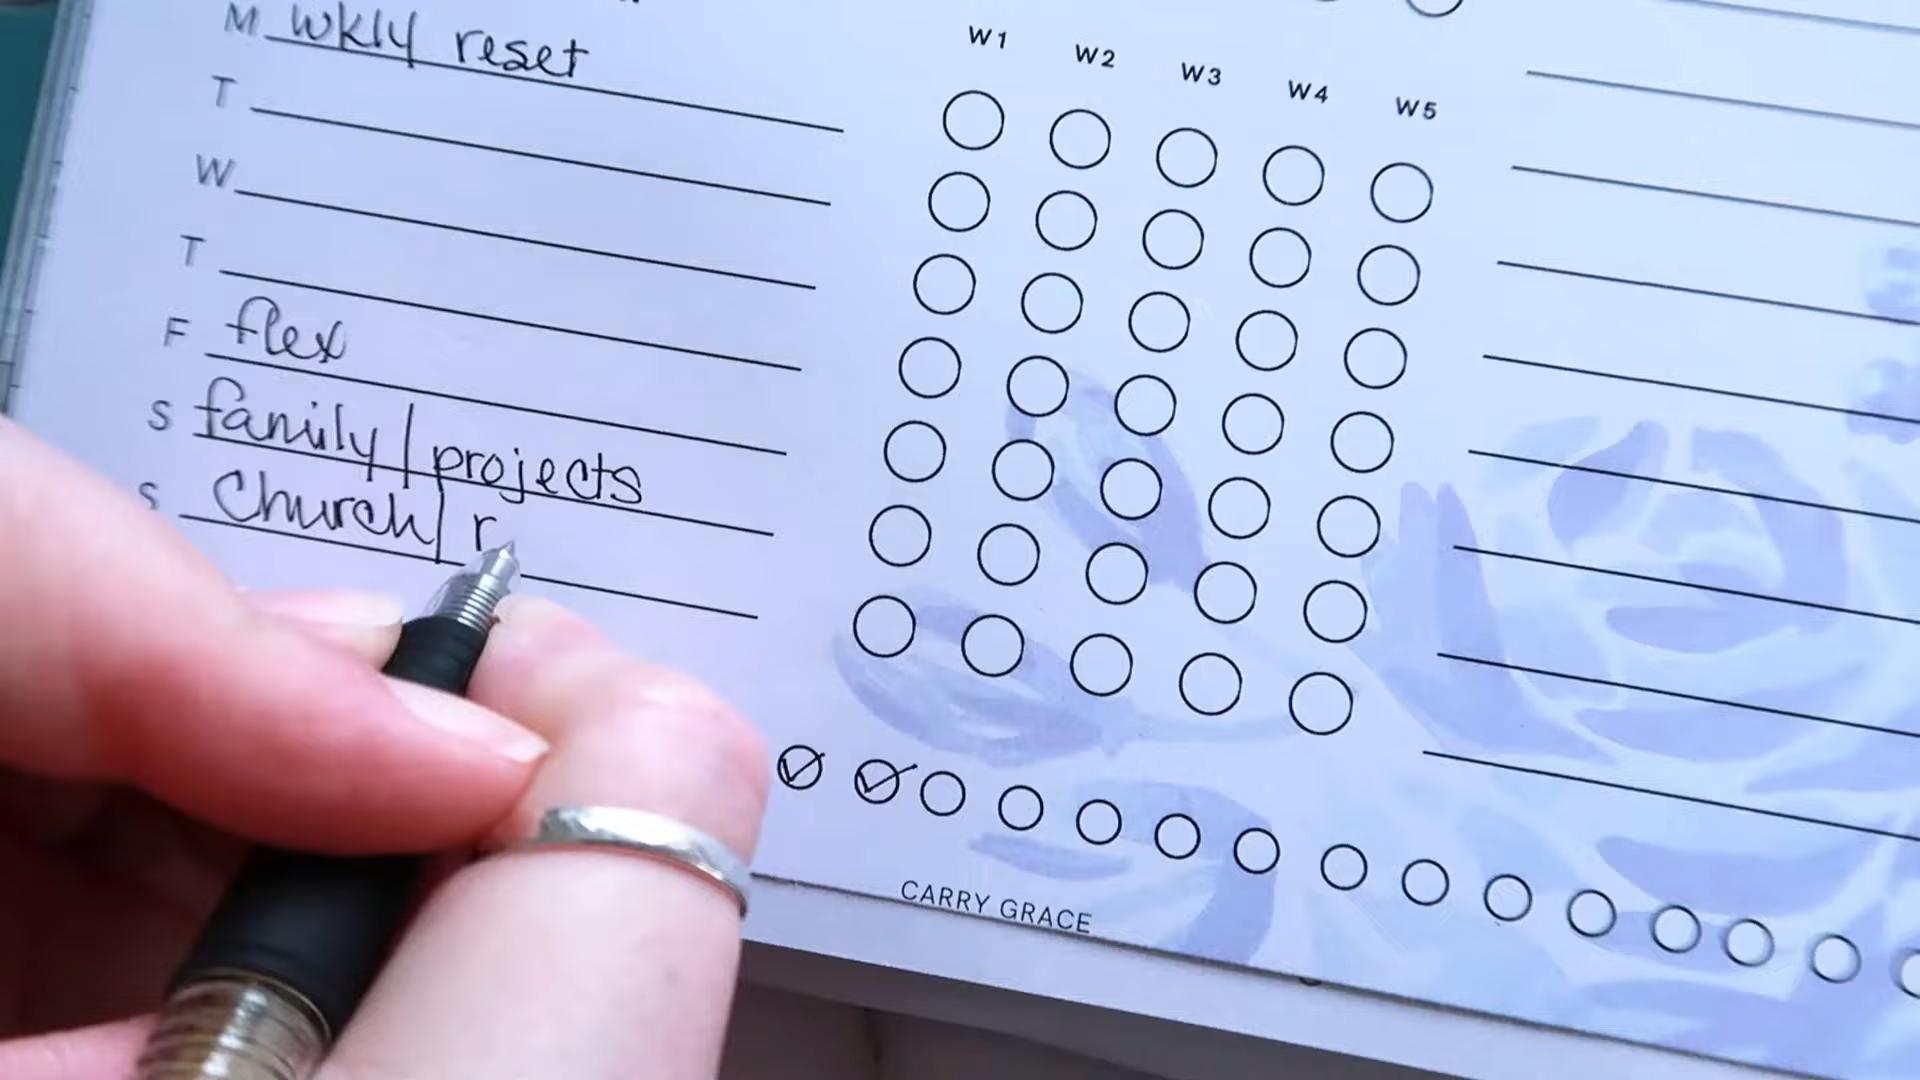 W1 W2 W3 W4 W5
M wkly reset
T
W
T
F flex
S family/projects
S Church/r
CARRY GRACE